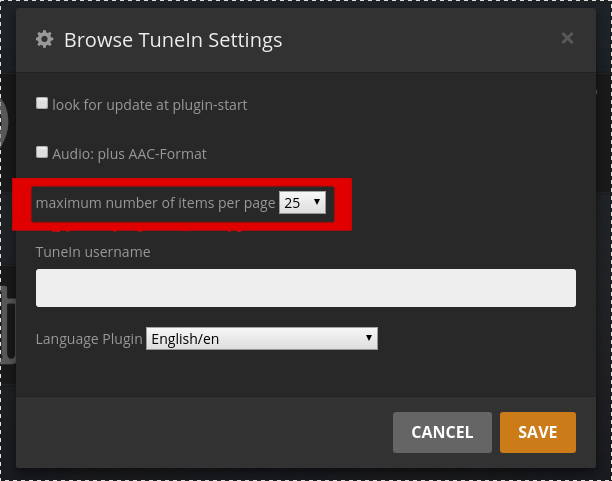 Browse TuneIn Settings
×
look for update at plugin-start
Audio: plus AAC-Format
maximum number of items per page 25
TuneIn username
Language Plugin English/en
CANCEL SAVE